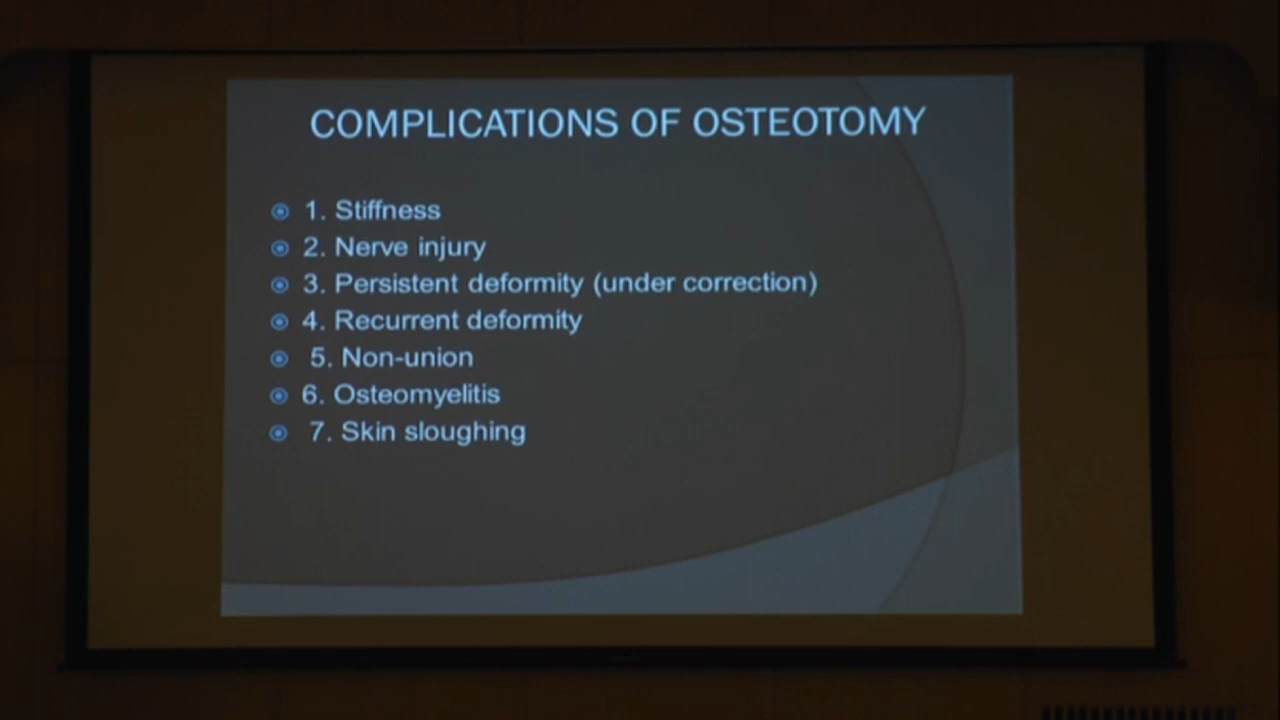 COMPLICATIONS OF OSTEOTOMY
1. Stiffness
2. Nerve injury
3. Persistent deformity (under correction)
4. Recurrent deformity
5. Non-union
6. Osteomyelitis
7. Skin sloughing